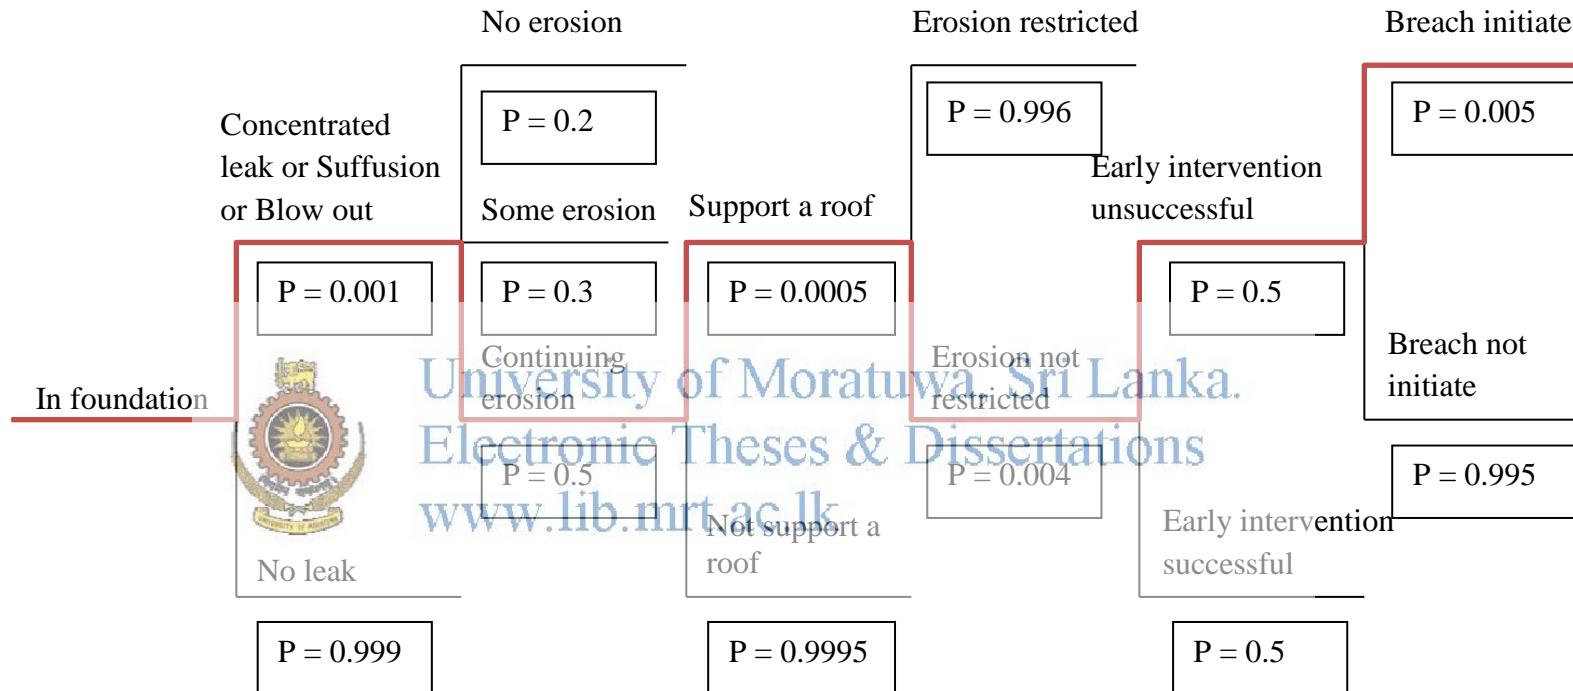 No erosion
Erosion restricted
Breach initiate
P = 0.2
P = 0.996
P = 0.005
Concentrated
leak or Suffusion
or Blow out
Early intervention
unsuccessful
Some erosion
Support a roof
P = 0.001
P = 0.3
P = 0.0005
P = 0.5
Continuing
erosion
Erosion not
restricted
Breach not
initiate
In foundation
University of Moratuwa, Sri Lanka.
Electronic Theses & Dissertations
www.lib.mrt.ac.lk
P = 0.5
P = 0.004
P = 0.995
No leak
Not support a
roof
Early intervention
successful
P = 0.999
P = 0.9995
P = 0.5